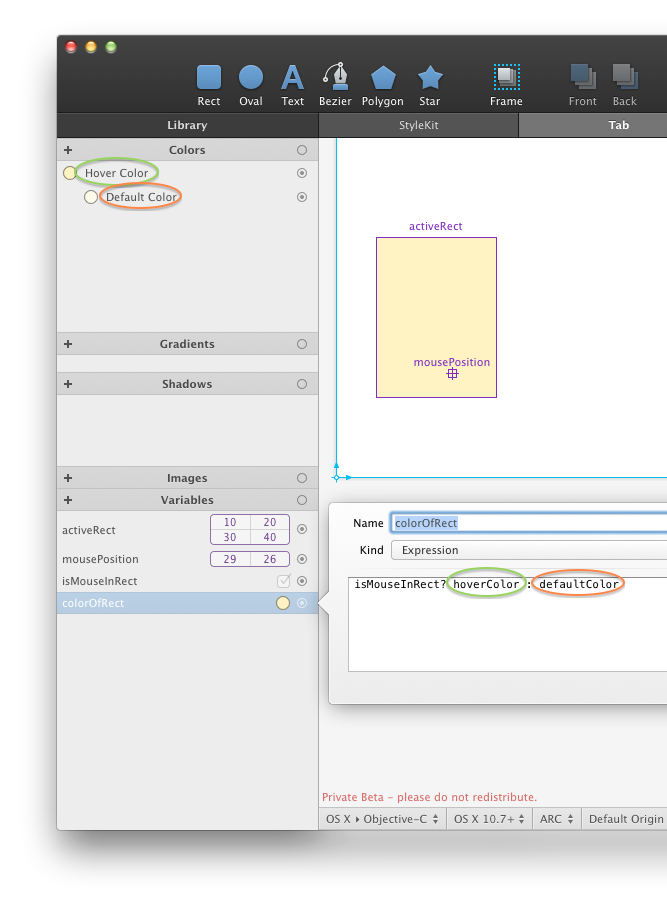 Rect Oval Text Bezier Polygon Star Frame Front Back
Library StyleKit Tab
+ Colors
Hover Color
Default Color
+ Gradients
+ Shadows
+ Images
+ Variables
activeRect 10 20
30 40
mousePosition 29 26
isMouseInRect
colorOfRect
activeRect
mousePosition
Name colorOfRect
Kind Expression
isMouseInRect? hoverColor : defaultColor
Private Beta – please do not redistribute.
OS X ▸ Objective-C OS X 10.7+ ARC Default Origin